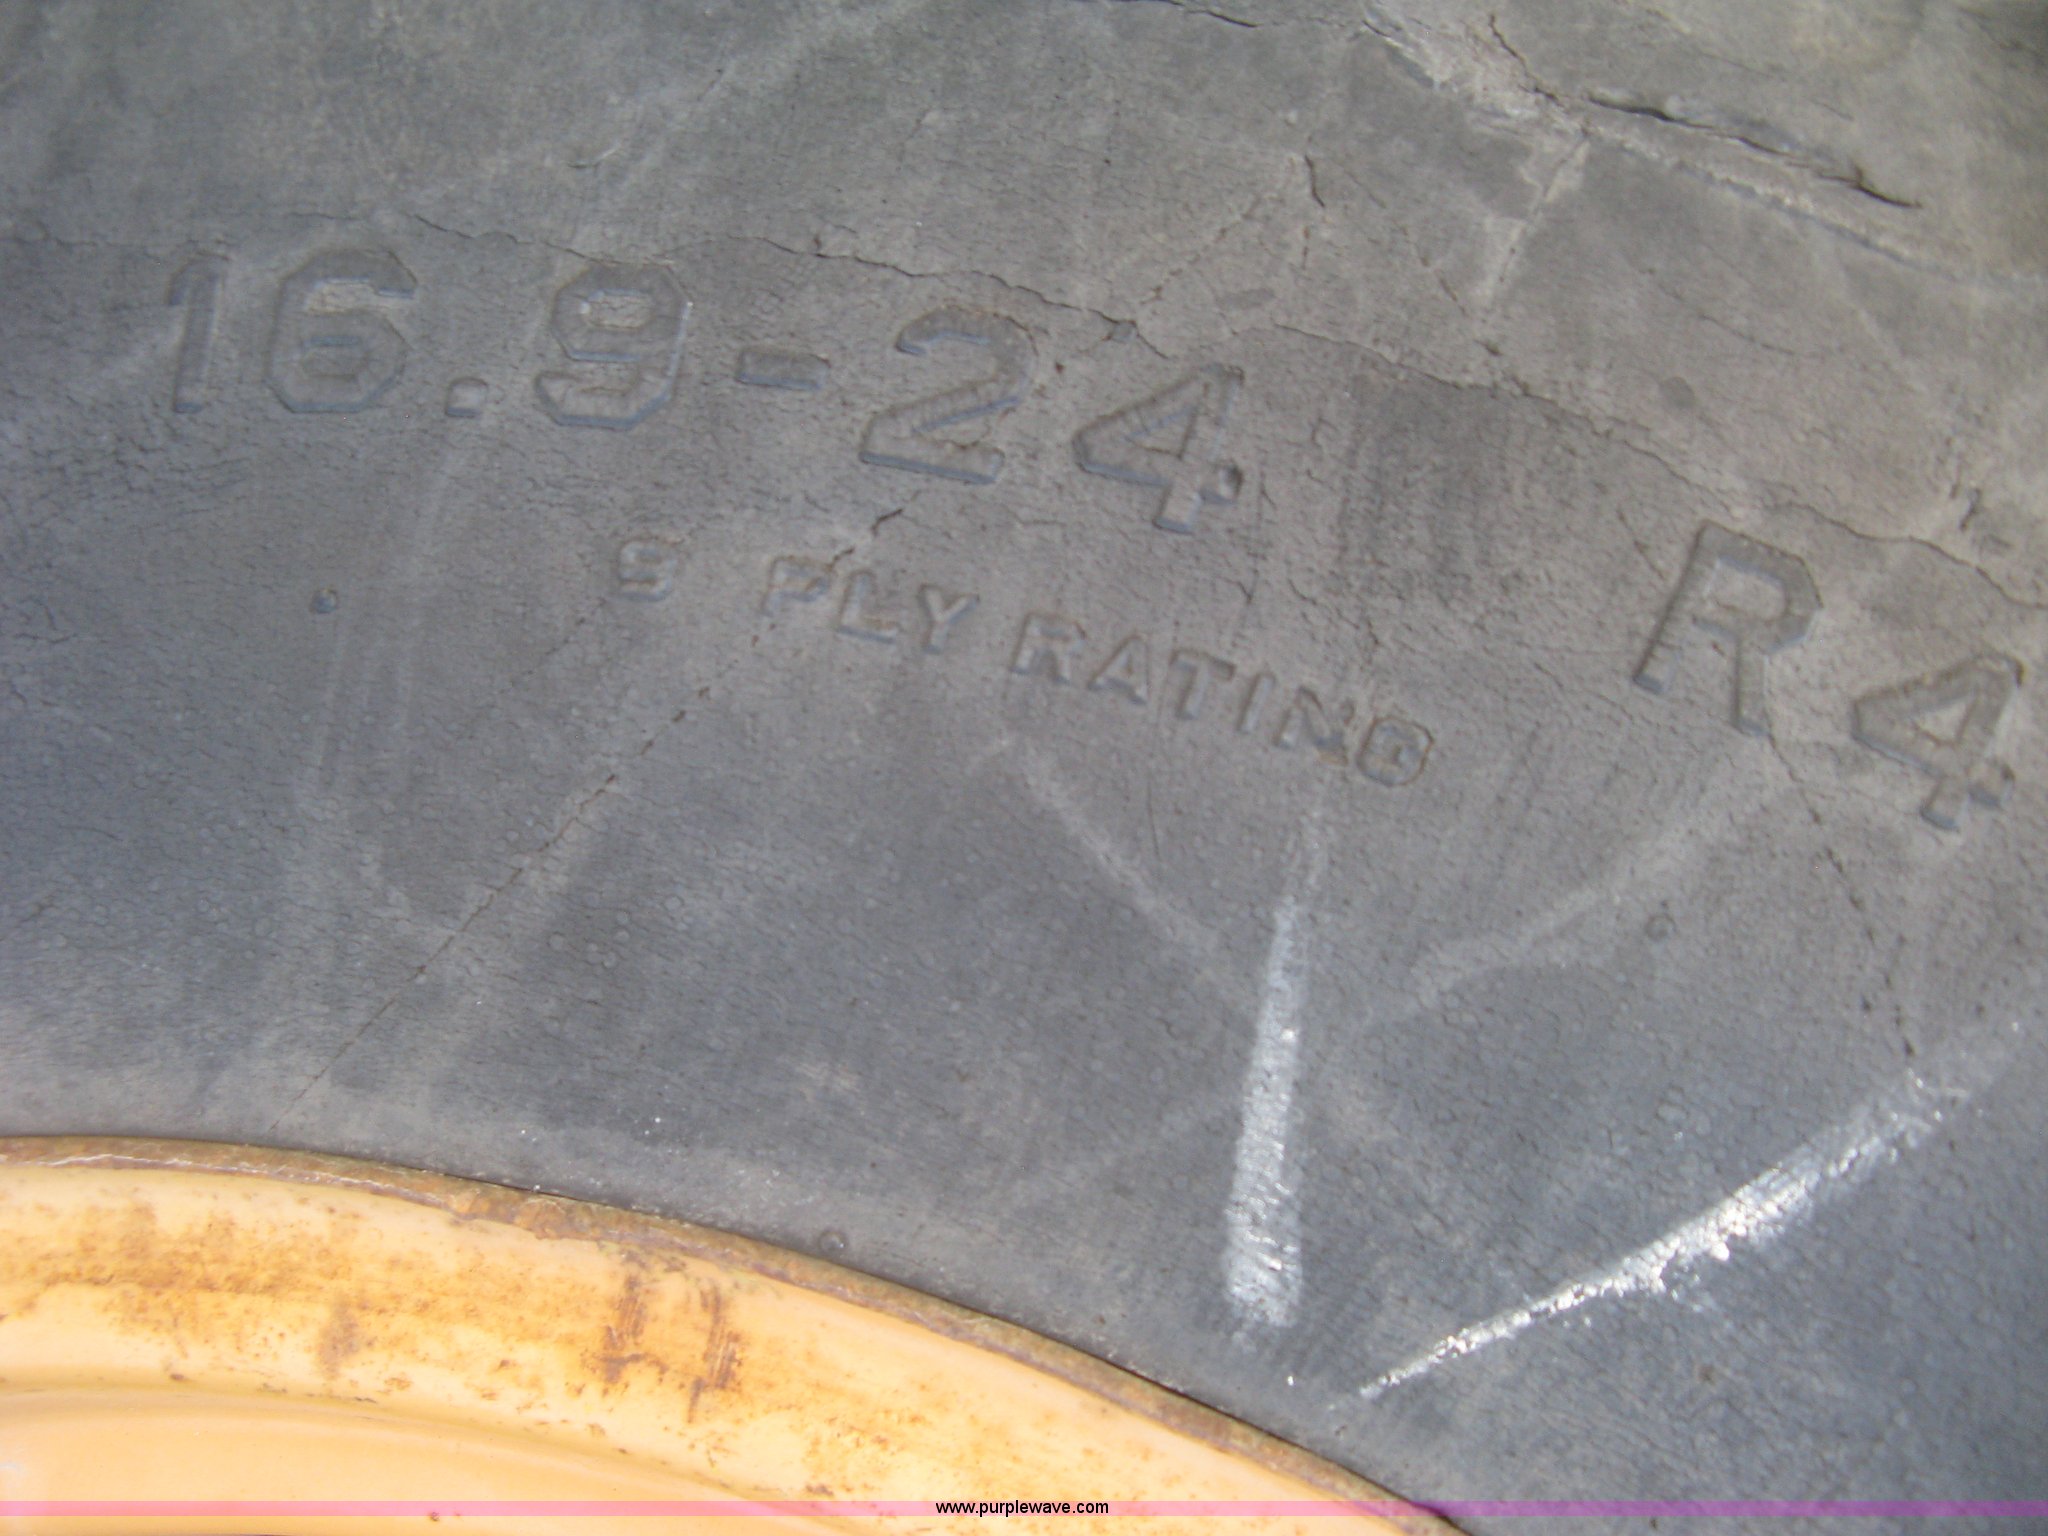 16.9-24 R4
8 PLY RATING
www.purplewave.com